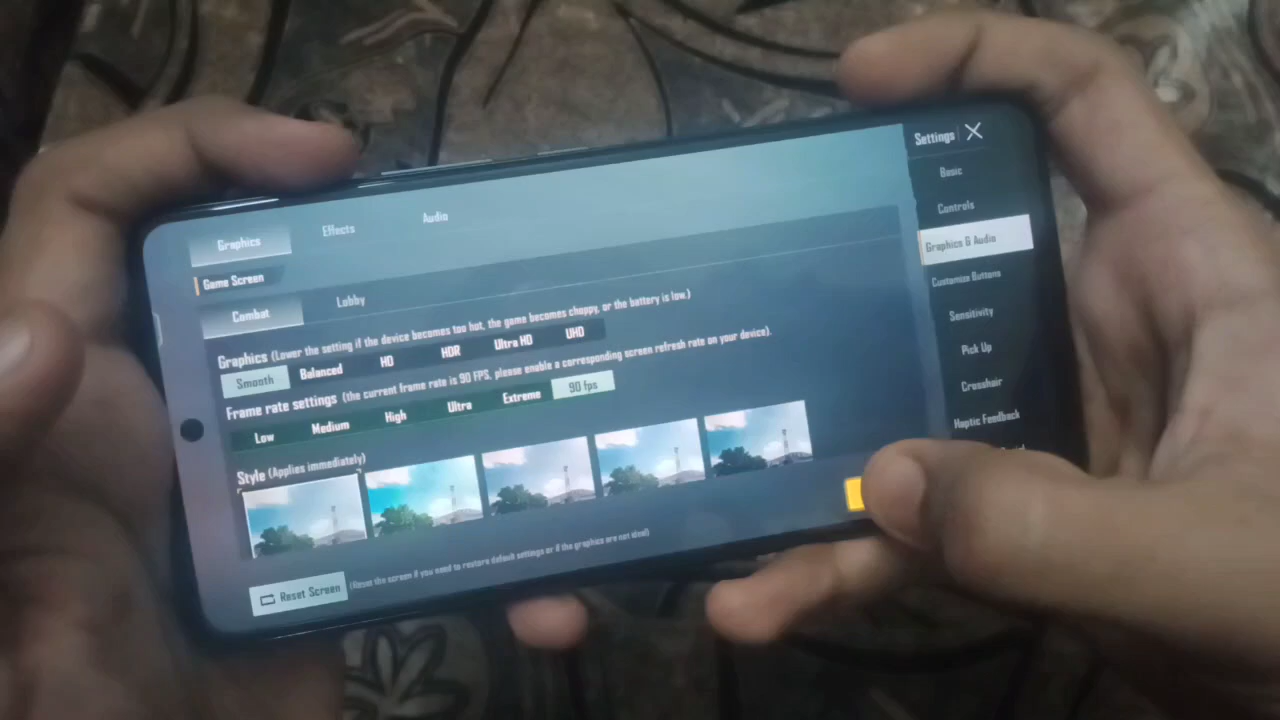 Settings
Basic
Controls
Graphics & Audio
Customize Buttons
Sensitivity
Pick Up
Crosshair
Haptic Feedback
Graphics Effects Audio
Game Screen
Combat Lobby
Graphics (Lower the setting if the device becomes too hot, the game becomes choppy, or the battery is low.)
Smooth Balanced HD HDR Ultra HD UHD
Frame rate settings (the current frame rate is 90 FPS, please enable a corresponding screen refresh rate on your device).
Low Medium High Ultra Extreme 90 fps
Style (Applies immediately)
Reset Screen (Reset the screen if you need to restore default settings or if the graphics are not ideal)